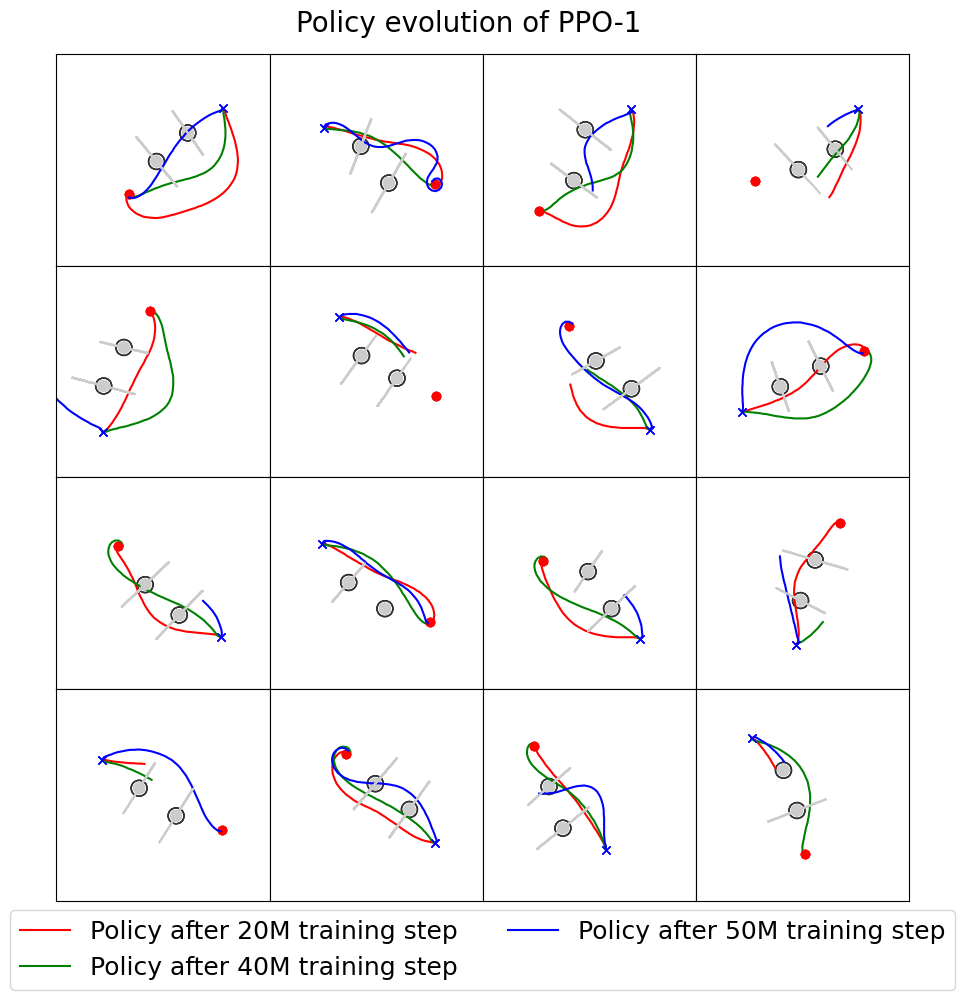 Policy evolution of PPO-1
Policy after 20M training step
Policy after 40M training step
Policy after 50M training step